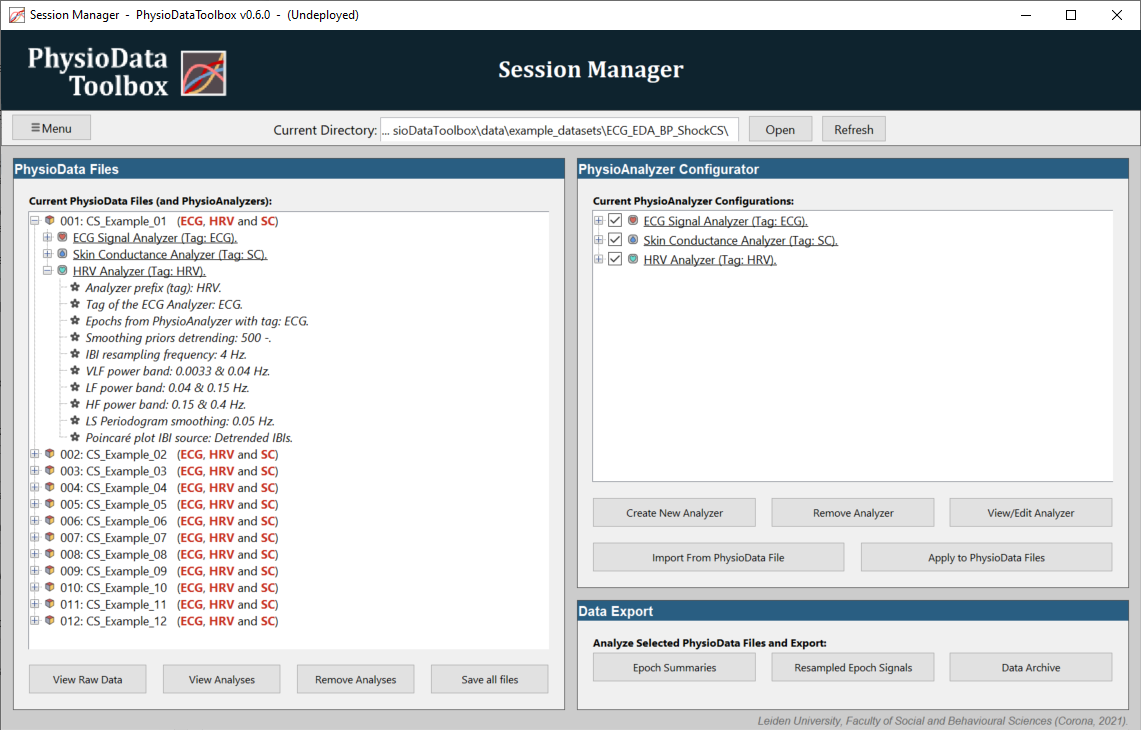 Session Manager - PhysioDataToolbox v0.6.0 - (Undeployed)
PhysioData
Toolbox
Session Manager
Menu
Current Directory:
... sioDataToolbox\data\example_datasets\ECG_EDA_BP_ShockCS\
Open
Refresh
PhysioData Files
Current PhysioData Files (and PhysioAnalyzers):
001: CS_Example_01 (ECG, HRV and SC)
ECG Signal Analyzer (Tag: ECG).
Skin Conductance Analyzer (Tag: SC).
HRV Analyzer (Tag: HRV).
Analyzer prefix (tag): HRV.
Tag of the ECG Analyzer: ECG.
Epochs from PhysioAnalyzer with tag: ECG.
Smoothing priors detrending: 500 -.
IBI resampling frequency: 4 Hz.
VLF power band: 0.0033 & 0.04 Hz.
LF power band: 0.04 & 0.15 Hz.
HF power band: 0.15 & 0.4 Hz.
LS Periodogram smoothing: 0.05 Hz.
Poincaré plot IBI source: Detrended IBIs.
002: CS_Example_02 (ECG, HRV and SC)
003: CS_Example_03 (ECG, HRV and SC)
004: CS_Example_04 (ECG, HRV and SC)
005: CS_Example_05 (ECG, HRV and SC)
006: CS_Example_06 (ECG, HRV and SC)
007: CS_Example_07 (ECG, HRV and SC)
008: CS_Example_08 (ECG, HRV and SC)
009: CS_Example_09 (ECG, HRV and SC)
010: CS_Example_10 (ECG, HRV and SC)
011: CS_Example_11 (ECG, HRV and SC)
012: CS_Example_12 (ECG, HRV and SC)
View Raw Data
View Analyses
Remove Analyses
Save all files
PhysioAnalyzer Configurator
Current PhysioAnalyzer Configurations:
ECG Signal Analyzer (Tag: ECG).
Skin Conductance Analyzer (Tag: SC).
HRV Analyzer (Tag: HRV).
Create New Analyzer
Remove Analyzer
View/Edit Analyzer
Import From PhysioData File
Apply to PhysioData Files
Data Export
Analyze Selected PhysioData Files and Export:
Epoch Summaries
Resampled Epoch Signals
Data Archive
Leiden University, Faculty of Social and Behavioural Sciences (Corona, 2021).